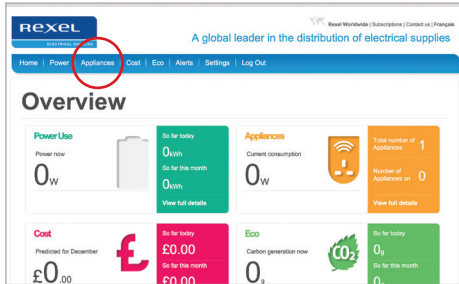 REXEL
ELECTRICAL SUPPLIES
Rexel Worldwide | Subscriptions | Contact us | Français
A global leader in the distribution of electrical supplies
Home | Power | Appliances | Cost | Eco | Alerts | Settings | Log Out
Overview
Power Use
Power now
0w
So far today
0kWh
So far this month
0kWh
View full details
Appliances
Current consumption
0w
Total number of Appliances 1
Number of Appliances on 0
View full details
Cost
Predicted for December
£0.00
£
So far today
£0.00
So far this month
£0.00
Eco
Carbon generation now
0g
CO2
So far today
0g
So far this month